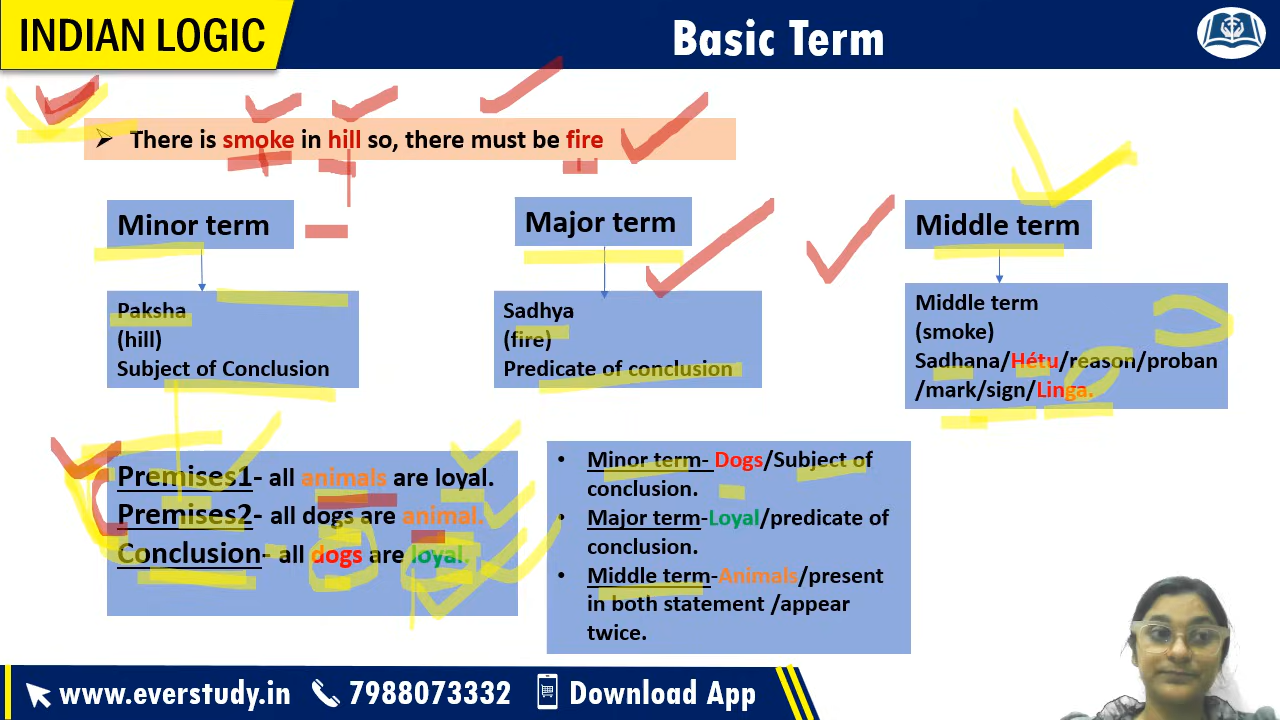 INDIAN LOGIC
Basic Term
There is smoke in hill so, there must be fire
Minor term
Major term
Middle term
Paksha
(hill)
Subject of Conclusion
Sadhya
(fire)
Predicate of conclusion
Middle term
(smoke)
Sadhana/Hétu/reason/proban
/mark/sign/Linga.
Premises1- all animals are loyal.
Premises2- all dogs are animal.
Conclusion- all dogs are loyal.
• Minor term- Dogs/Subject of
conclusion.
• Major term-Loyal/predicate of
conclusion.
• Middle term-Animals/present
in both statement /appear
twice.
www.everstudy.in
7988073332
Download App